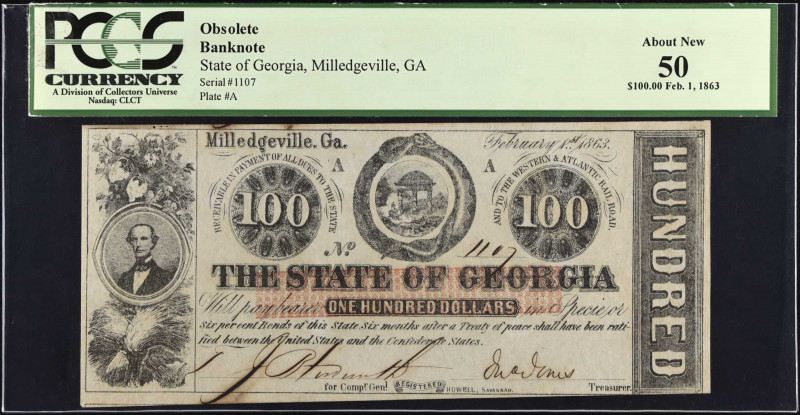 PCGS
CURRENCY
A Division of Collectors Universe
Nasdaq: CLCT
Obsolete
Banknote
State of Georgia, Milledgeville, GA
Serial #1107
Plate #A
About New
50
$100.00 Feb. 1, 1863
Milledgeville. Ga.
February 1st 1863.
A
A
RECEIVABLE IN PAYMENT OF ALL DUES TO THE STATE
AND TO THE WESTERN & ATLANTIC RAIL ROAD.
100
100
No 1107
THE STATE OF GEORGIA
Will pay bearer ONE HUNDRED DOLLARS in Specie or
Six per cent Bonds of this State, Six months after a Treaty of peace shall have been rati-
fied between the United States and the Confederate States.
for Compt. Genl.
REGISTERED
HOWELL, SAVANNAH.
Treasurer.
HUNDRED